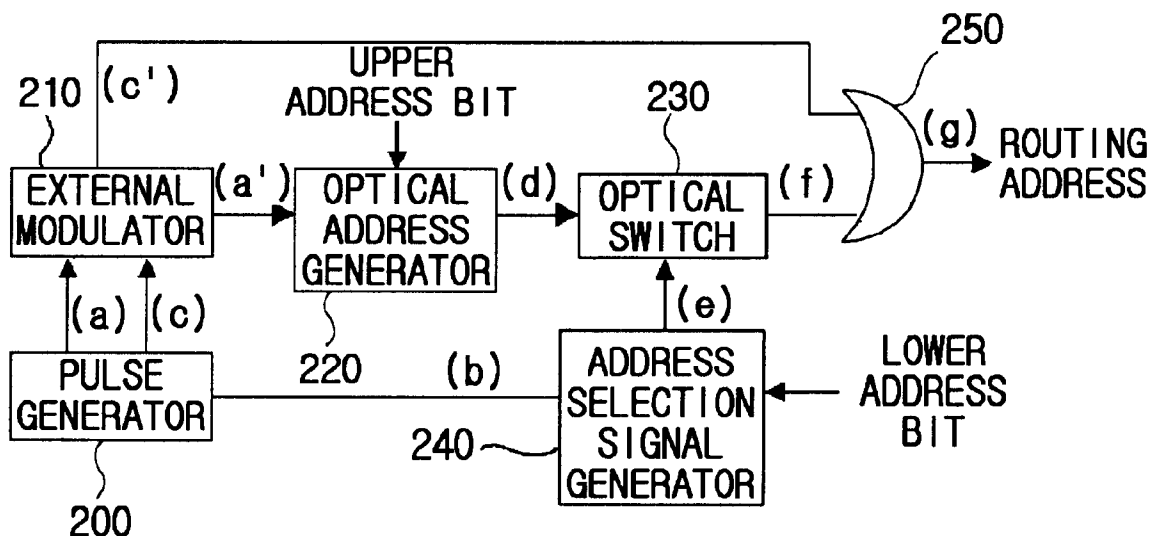 210
(c')
UPPER
ADDRESS BIT
230
250
(g)
ROUTING
ADDRESS
EXTERNAL
MODULATOR
(a')
OPTICAL
ADDRESS
GENERATOR
(d)
OPTICAL
SWITCH
(f)
(a)
(c)
220
(e)
PULSE
GENERATOR
(b)
ADDRESS
SELECTION
SIGNAL
GENERATOR
LOWER
ADDRESS
BIT
240
200